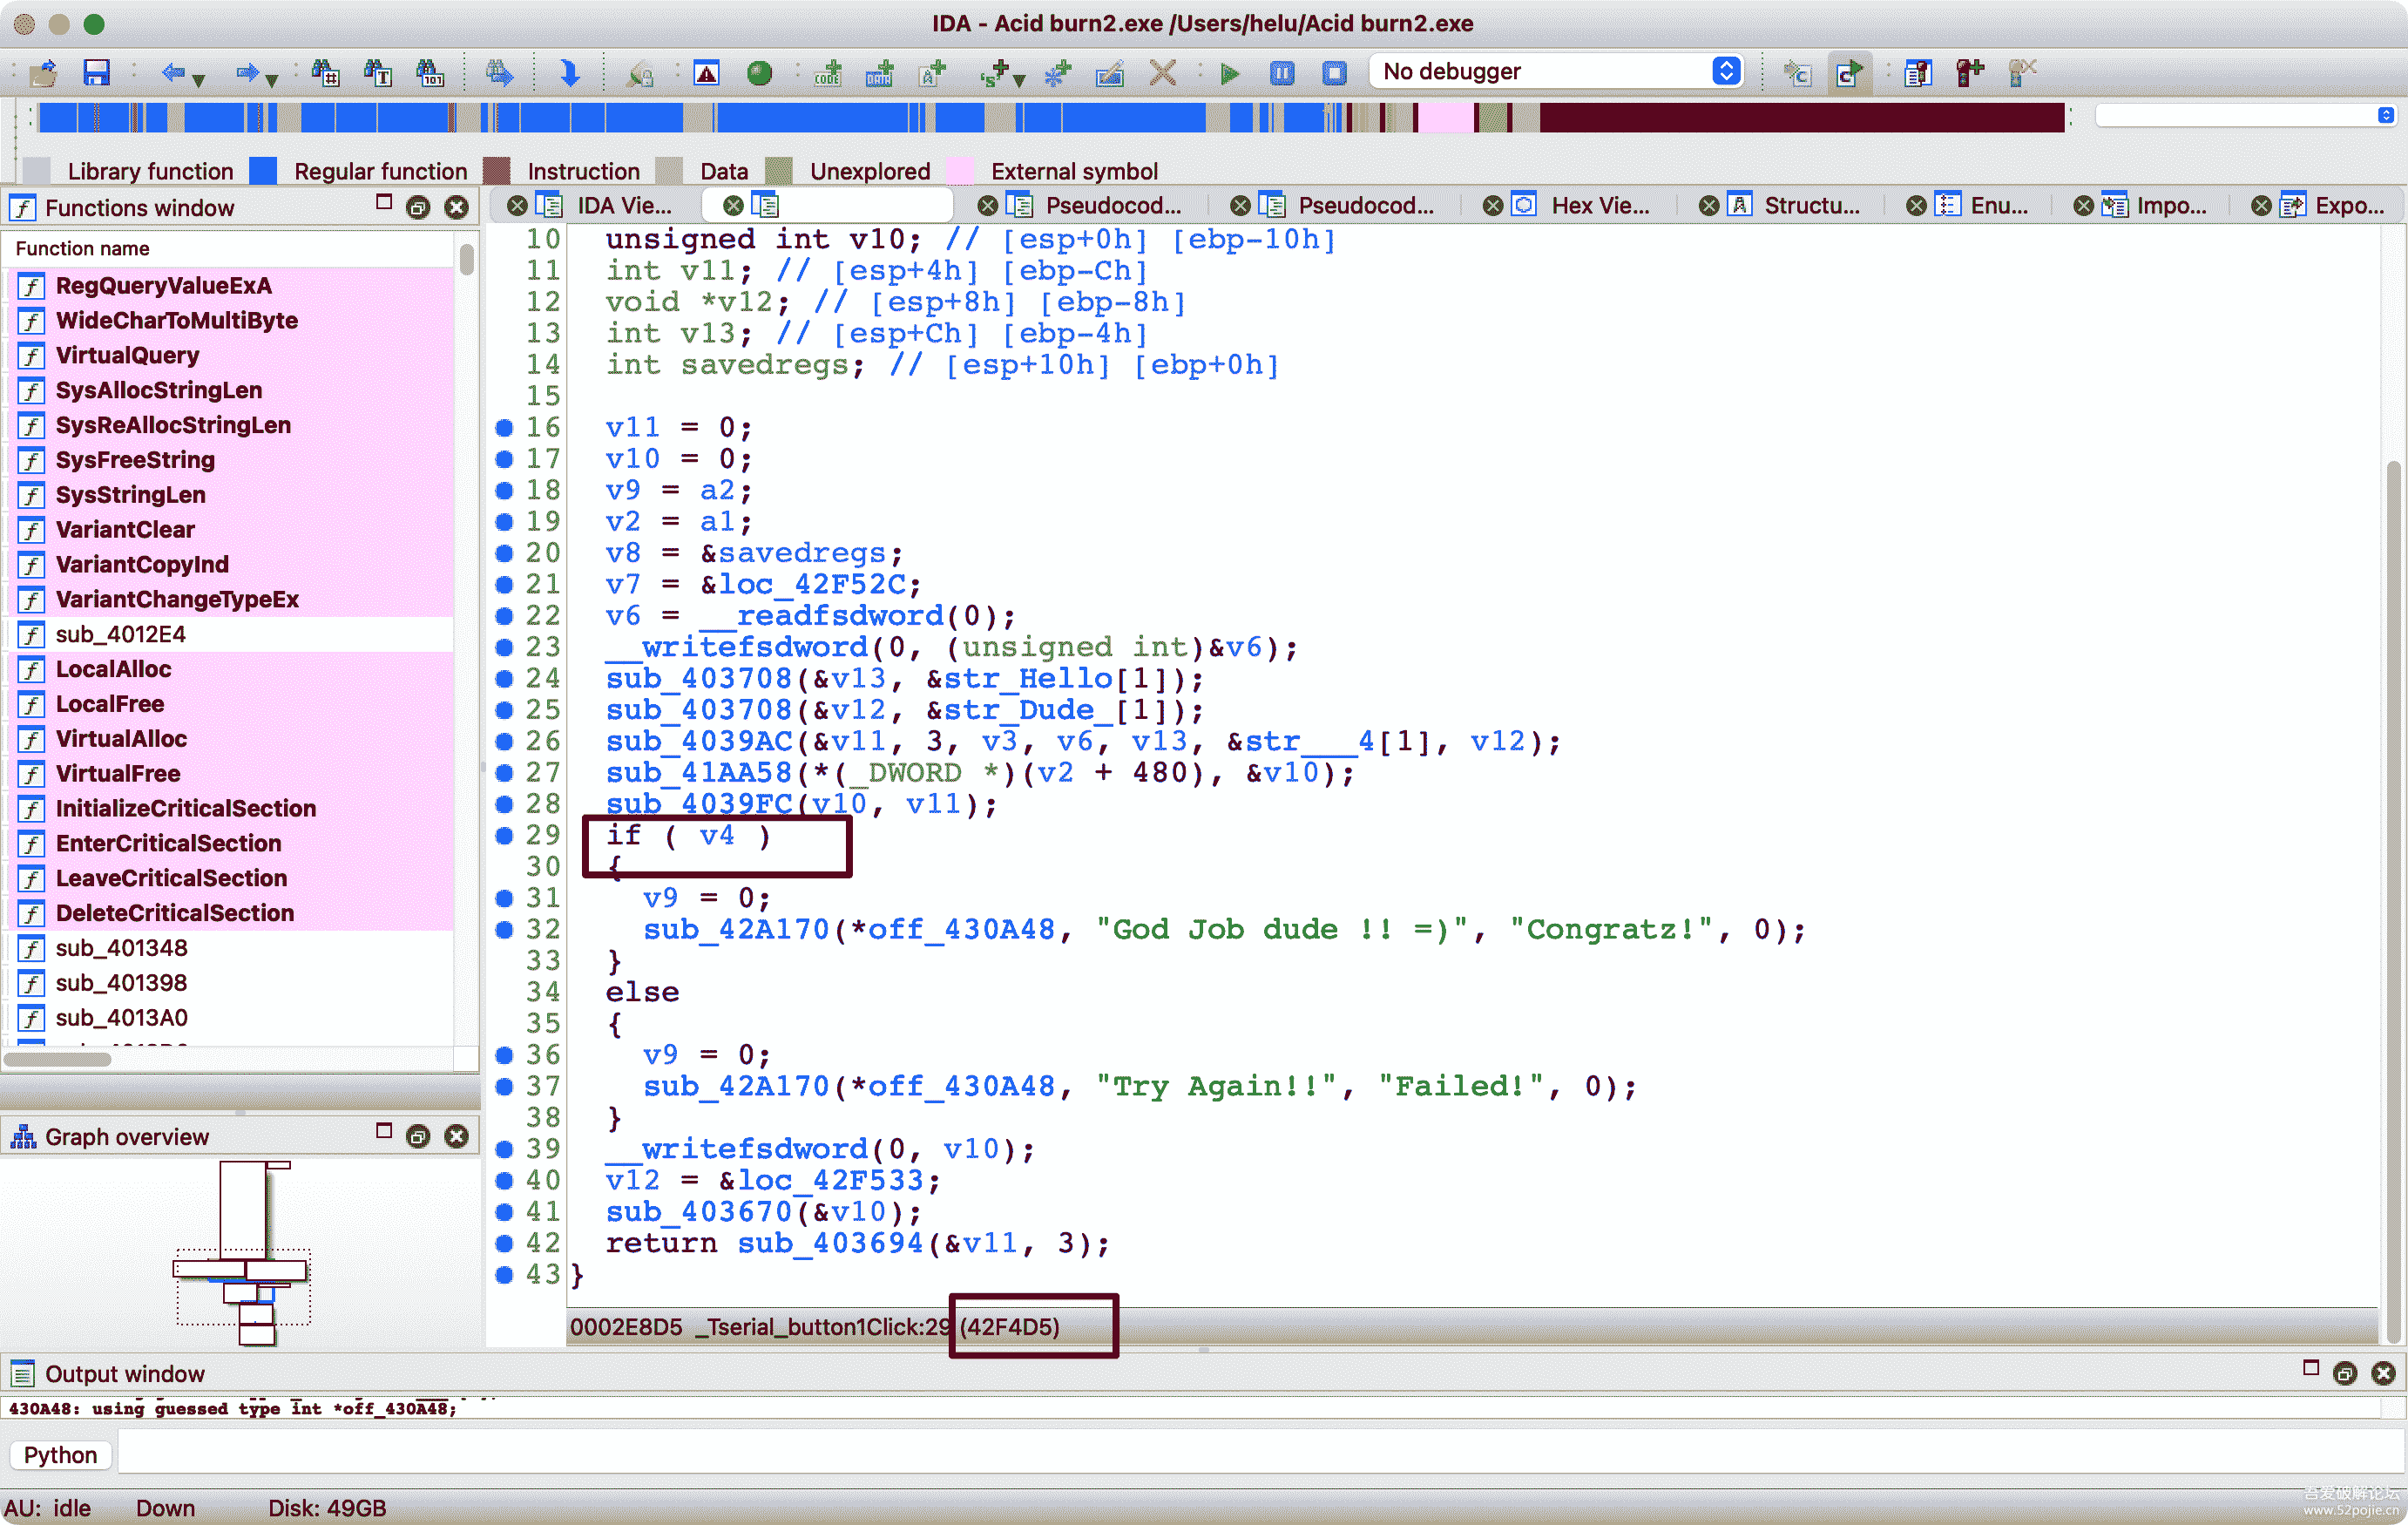 IDA - Acid burn2.exe /Users/helu/Acid burn2.exe
No debugger
Library function Regular function Instruction Data Unexplored External symbol
Functions window
IDA Vie... Pseudocod... Pseudocod... Hex Vie... Structu... Enu... Impo... Expo...
Function name
RegQueryValueExA
WideCharToMultiByte
VirtualQuery
SysAllocStringLen
SysReAllocStringLen
SysFreeString
SysStringLen
VariantClear
VariantCopyInd
VariantChangeTypeEx
sub_4012E4
LocalAlloc
LocalFree
VirtualAlloc
VirtualFree
InitializeCriticalSection
EnterCriticalSection
LeaveCriticalSection
DeleteCriticalSection
sub_401348
sub_401398
sub_4013A0
10 unsigned int v10; // [esp+0h] [ebp-10h]
11 int v11; // [esp+4h] [ebp-Ch]
12 void *v12; // [esp+8h] [ebp-8h]
13 int v13; // [esp+Ch] [ebp-4h]
14 int savedregs; // [esp+10h] [ebp+0h]
15
16 v11 = 0;
17 v10 = 0;
18 v9 = a2;
19 v2 = a1;
20 v8 = &savedregs;
21 v7 = &loc_42F52C;
22 v6 = __readfsdword(0);
23 __writefsdword(0, (unsigned int)&v6);
24 sub_403708(&v13, &str_Hello[1]);
25 sub_403708(&v12, &str_Dude_[1]);
26 sub_4039AC(&v11, 3, v3, v6, v13, &str___4[1], v12);
27 sub_41AA58(*(_DWORD *)(v2 + 480), &v10);
28 sub_4039FC(v10, v11);
29 if ( v4 )
30 {
31 v9 = 0;
32 sub_42A170(*off_430A48, "God Job dude !! =)", "Congratz!", 0);
33 }
34 else
35 {
36 v9 = 0;
37 sub_42A170(*off_430A48, "Try Again!!", "Failed!", 0);
38 }
39 __writefsdword(0, v10);
40 v12 = &loc_42F533;
41 sub_403670(&v10);
42 return sub_403694(&v11, 3);
43 }
0002E8D5 _Tserial_button1Click:29 (42F4D5)
Graph overview
Output window
430A48: using guessed type int *off_430A48;
Python
AU: idle Down Disk: 49GB
吾爱破解论坛
www.52pojie.cn